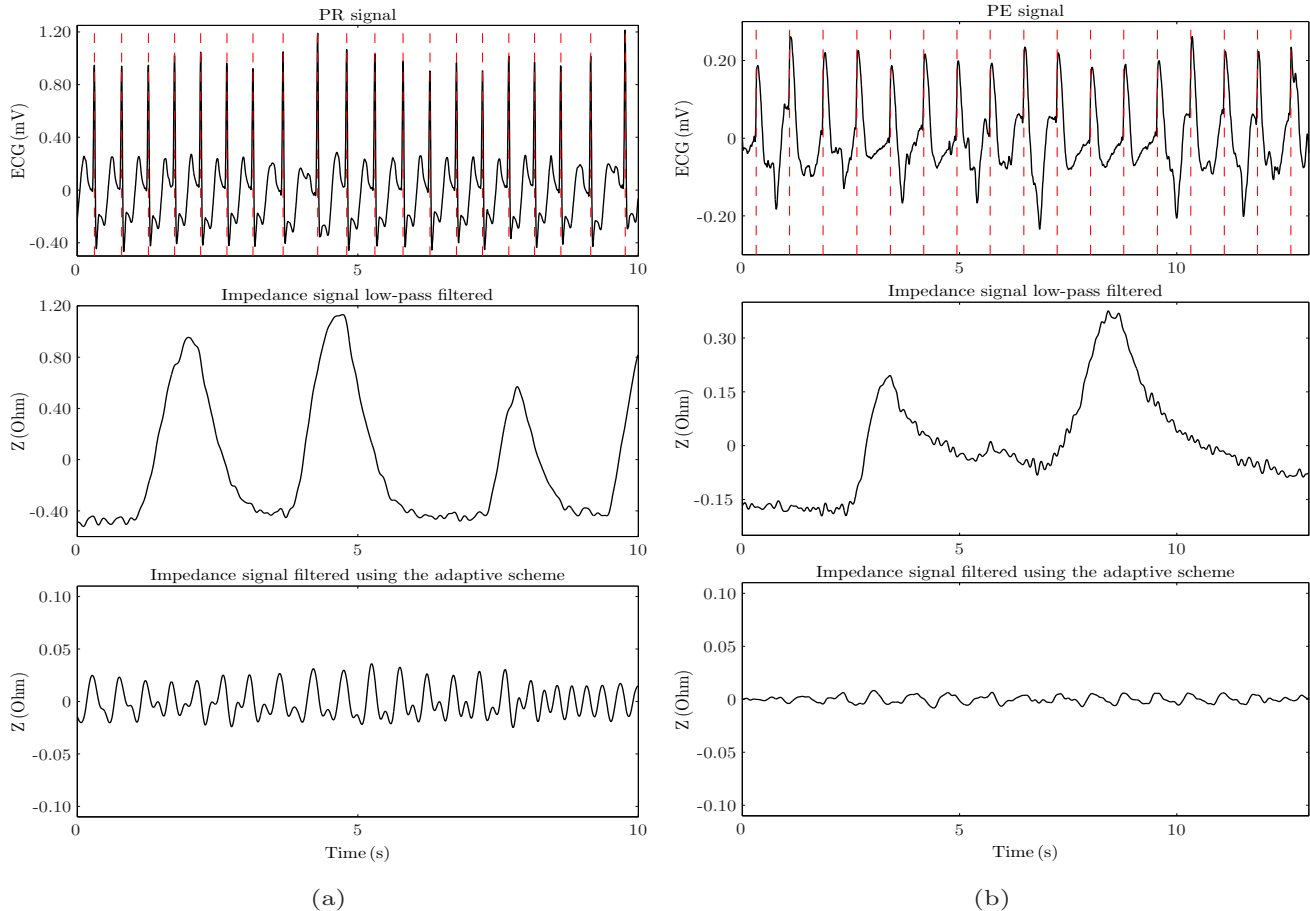 PR signal
ECG (mV)
1.20
0.80
0.40
0
-0.40
0
5
10
Impedance signal low-pass filtered
Z (Ohm)
1.20
0.80
0.40
0
-0.40
0
5
10
Impedance signal filtered using the adaptive scheme
Z (Ohm)
0.10
0.05
0
-0.05
-0.10
0
5
10
Time (s)
(a)
PE signal
ECG (mV)
0.20
0
-0.20
0
5
10
Impedance signal low-pass filtered
Z (Ohm)
0.30
0.15
0
-0.15
0
5
10
Impedance signal filtered using the adaptive scheme
Z (Ohm)
0.10
0.05
0
-0.05
-0.10
0
5
10
Time (s)
(b)